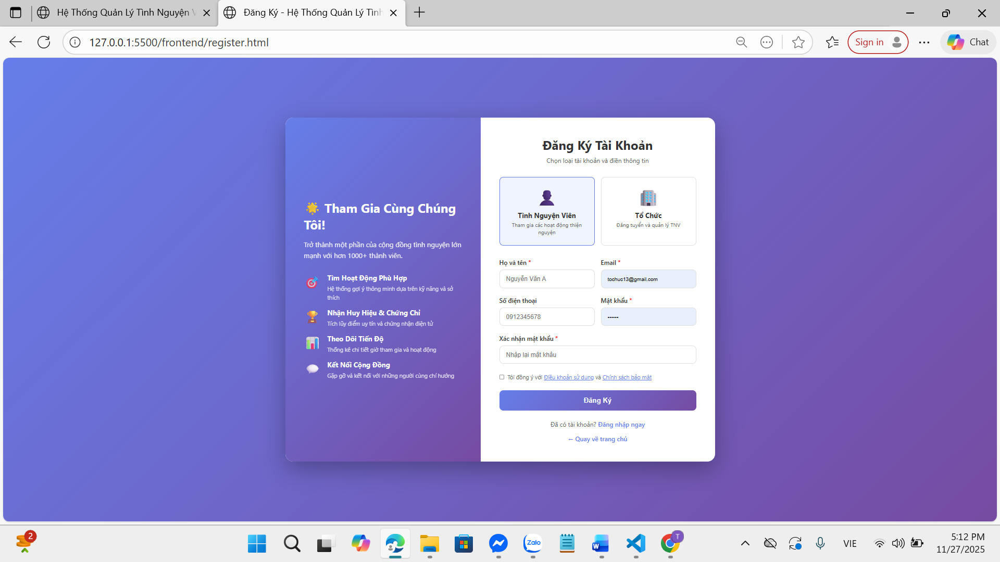 Hệ Thống Quản Lý Tình Nguyện V
Đăng Ký - Hệ Thống Quản Lý Tình
127.0.0.1:5500/frontend/register.html
Sign in
Chat
🌟 Tham Gia Cùng Chúng
Tôi!
Trở thành một phần của cộng đồng tình nguyện lớn
mạnh với hơn 1000+ thành viên.
Tìm Hoạt Động Phù Hợp
Hệ thống gợi ý thông minh dựa trên kỹ năng và sở
thích
Nhận Huy Hiệu & Chứng Chỉ
Tích lũy điểm uy tín và chứng nhận điện tử
Theo Dõi Tiến Độ
Thống kê chi tiết giờ tham gia và hoạt động
Kết Nối Cộng Đồng
Gặp gỡ và kết nối với những người cùng chí hướng
Đăng Ký Tài Khoản
Chọn loại tài khoản và điền thông tin
Tình Nguyện Viên
Tham gia các hoạt động thiện
nguyện
Tổ Chức
Đăng tuyển và quản lý TNV
Họ và tên *
Email *
Nguyễn Văn A
tochuc13@gmail.com
Số điện thoại
Mật khẩu *
0912345678
••••••
Xác nhận mật khẩu *
Nhập lại mật khẩu
Tôi đồng ý với Điều khoản sử dụng và Chính sách bảo mật
Đăng Ký
Đã có tài khoản? Đăng nhập ngay
← Quay về trang chủ
2
Zalo
W
T
VIE
5:12 PM
11/27/2025